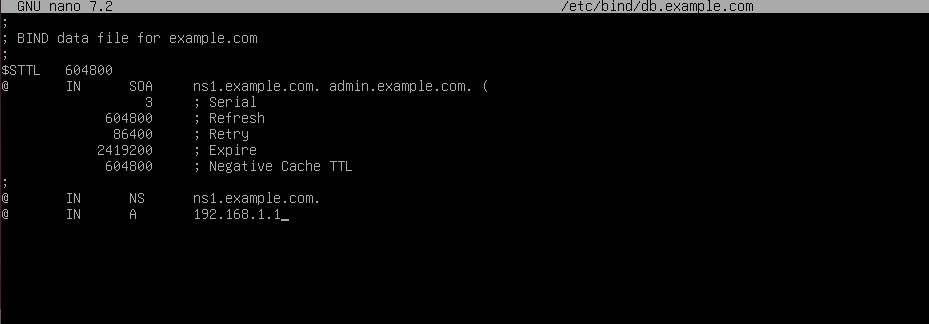 GNU nano 7.2 /etc/bind/db.example.com
;
; BIND data file for example.com
;
$STTL 604800
@ IN SOA ns1.example.com. admin.example.com. (
3 ; Serial
604800 ; Refresh
86400 ; Retry
2419200 ; Expire
604800 ; Negative Cache TTL
;
@ IN NS ns1.example.com.
@ IN A 192.168.1.1_